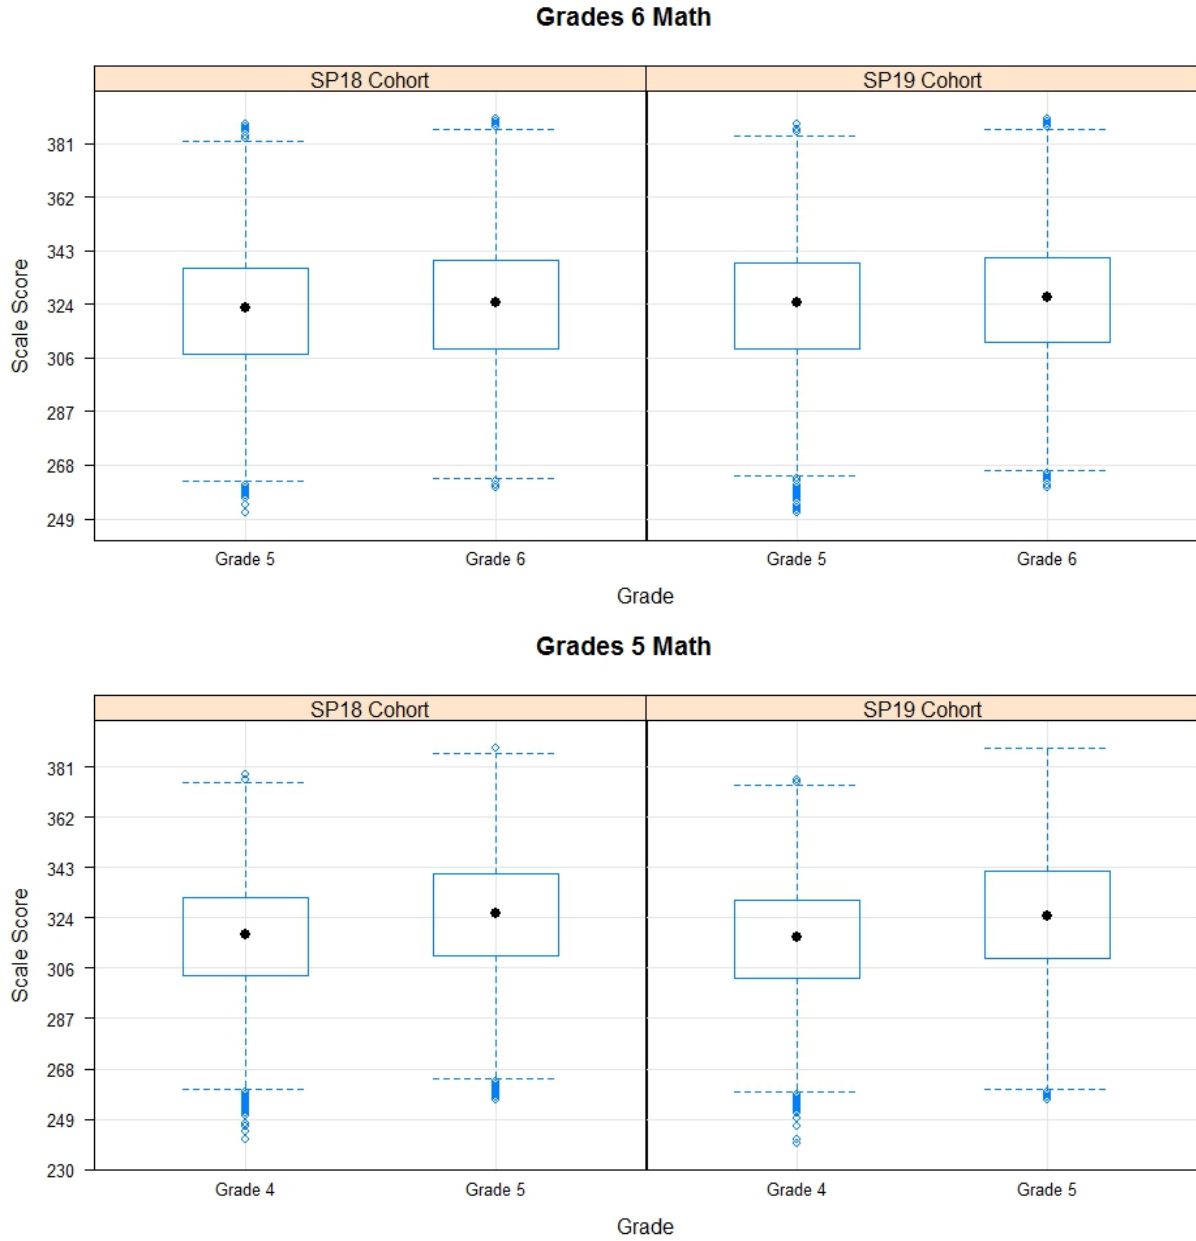 Grades 6 Math
SP18 Cohort SP19 Cohort
381
362
343
324
306
287
268
249
Scale Score
Grade 5 Grade 6 Grade 5 Grade 6
Grade
Grades 5 Math
SP18 Cohort SP19 Cohort
381
362
343
324
306
287
268
249
230
Scale Score
Grade 4 Grade 5 Grade 4 Grade 5
Grade